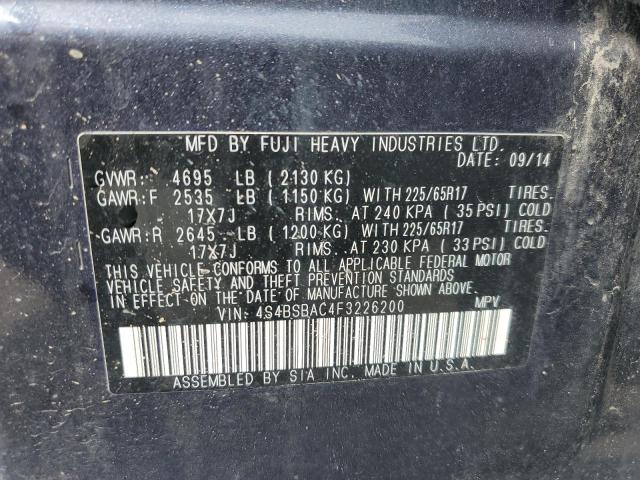 MFD BY FUJI HEAVY INDUSTRIES LTD.
DATE: 09/14
GVWR: 4695 LB (2130 KG)
GAWR:F 2535 LB (1150 KG) WITH 225/65R17 TIRES.
17X7J RIMS. AT 240 KPA (35 PSI) COLD
GAWR:R 2645 LB (1200 KG) WITH 225/65R17 TIRES.
17X7J RIMS. AT 230 KPA (33 PSI) COLD
THIS VEHICLE CONFORMS TO ALL APPLICABLE FEDERAL MOTOR
VEHICLE SAFETY AND THEFT PREVENTION STANDARDS
IN EFFECT ON THE DATE OF MANUFACTURE SHOWN ABOVE.
VIN: 4S4BSBAC4F3226200 MPV
ASSEMBLED BY SIA INC. MADE IN U.S.A.